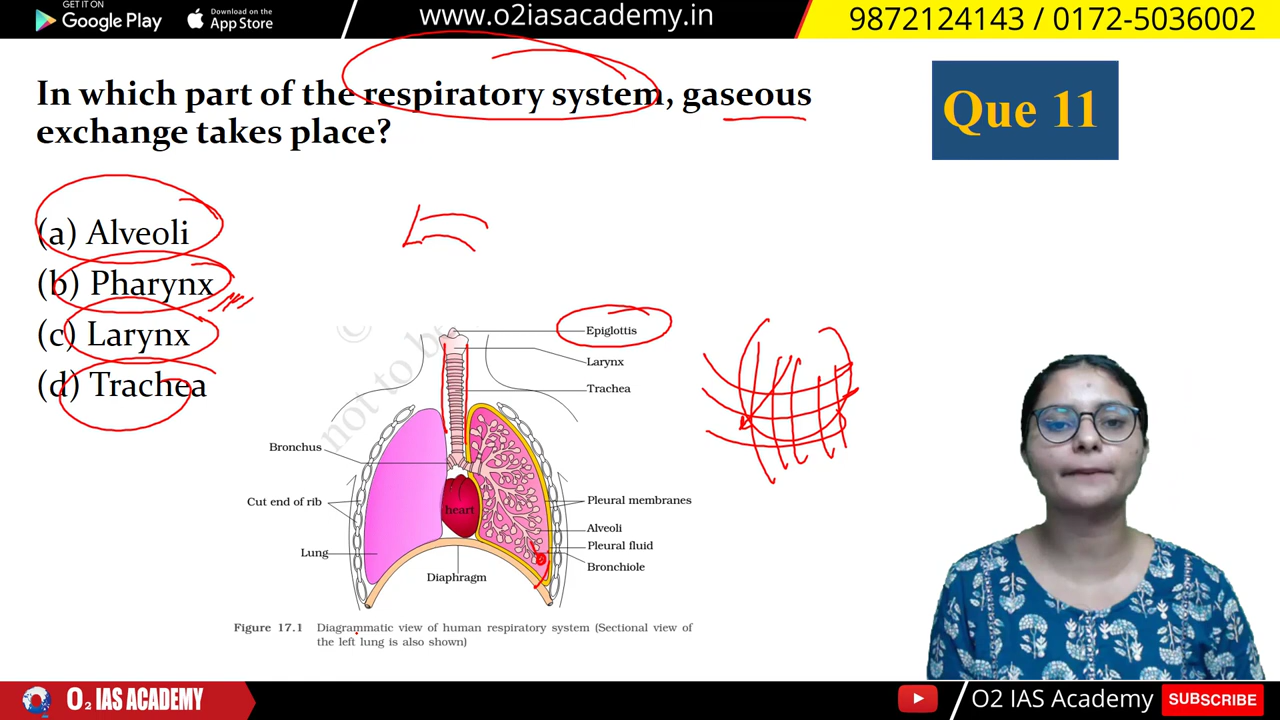 GET IT ON
Google Play
Download on the
App Store
www.o2iasacademy.in
9872124143 / 0172-5036002
In which part of the respiratory system, gaseous
exchange takes place?
Que 11
(a) Alveoli
(b) Pharynx
(c) Larynx
(d) Trachea
not to be
Epiglottis
Larynx
Trachea
Bronchus
Cut end of rib
heart
Pleural membranes
Alveoli
Pleural fluid
Lung
Bronchiole
Diaphragm
Figure 17.1 Diagrammatic view of human respiratory system (Sectional view of
the left lung is also shown)
O2 IAS ACADEMY
O2 IAS Academy
SUBSCRIBE